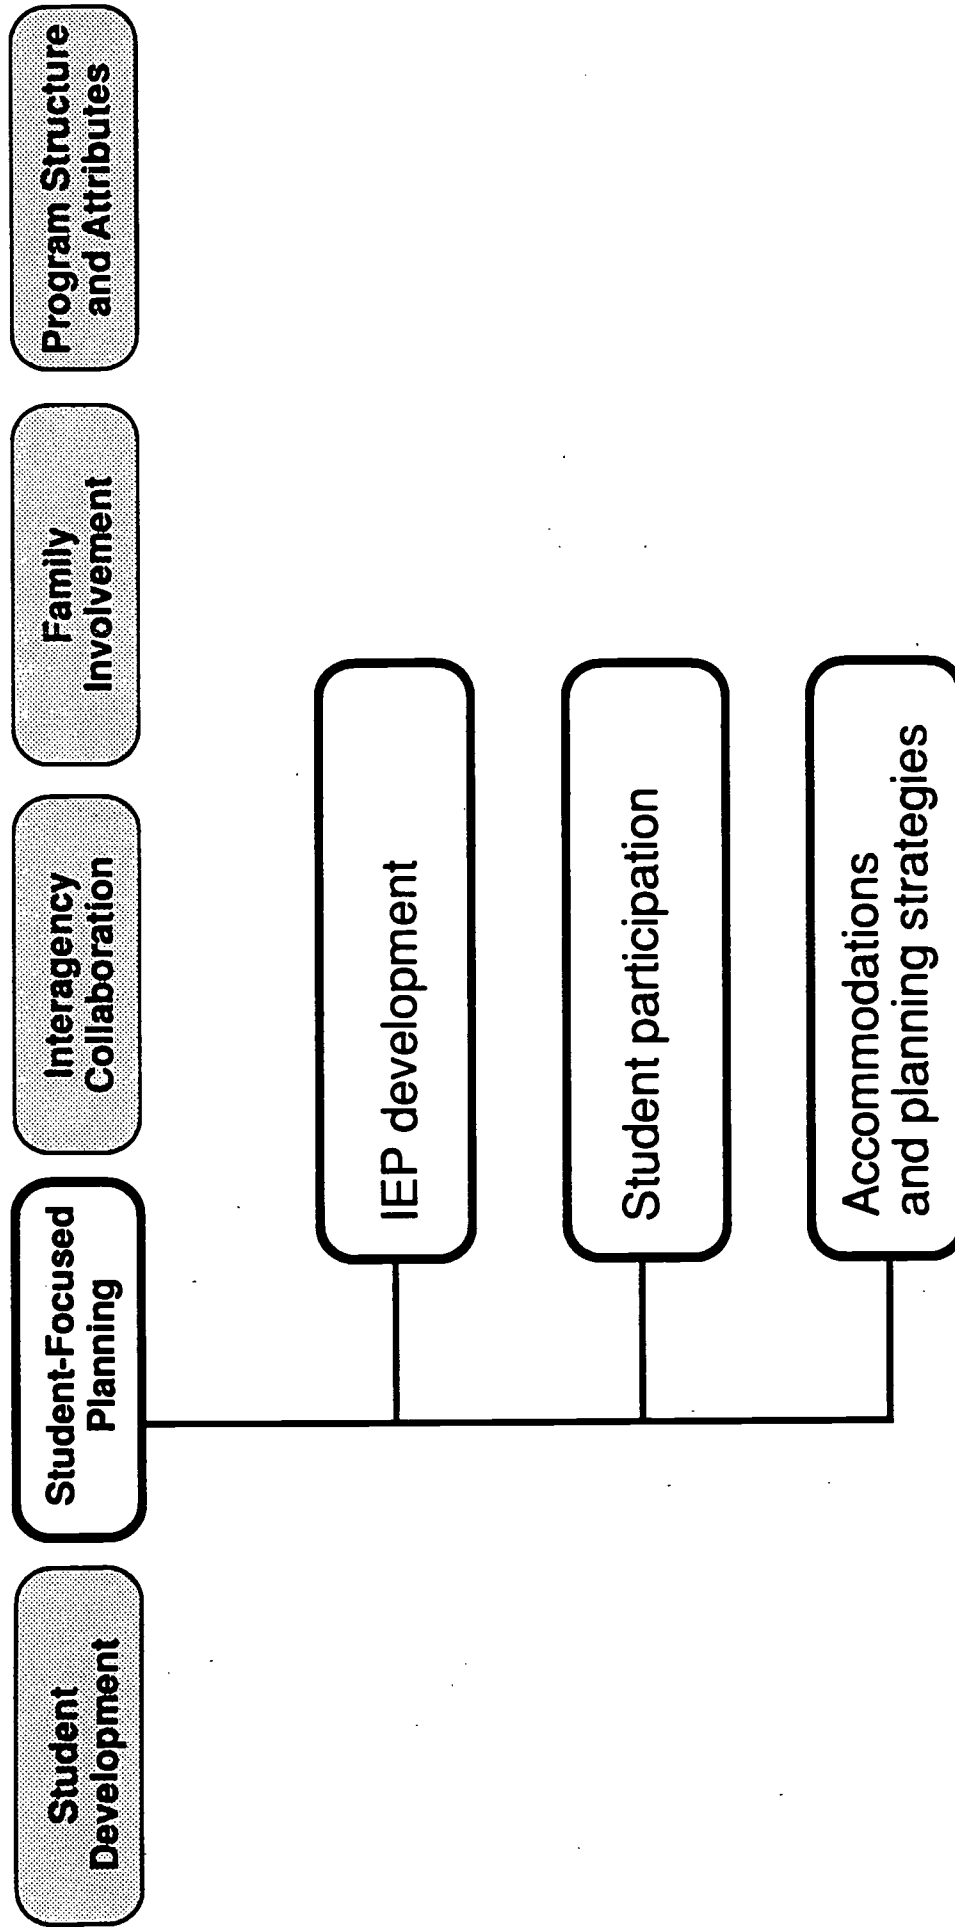 Student
Development
Student-Focused
Planning
Interagency
Collaboration
Family
Involvement
Program Structure
and Attributes
IEP development
Student participation
Accommodations
and planning strategies